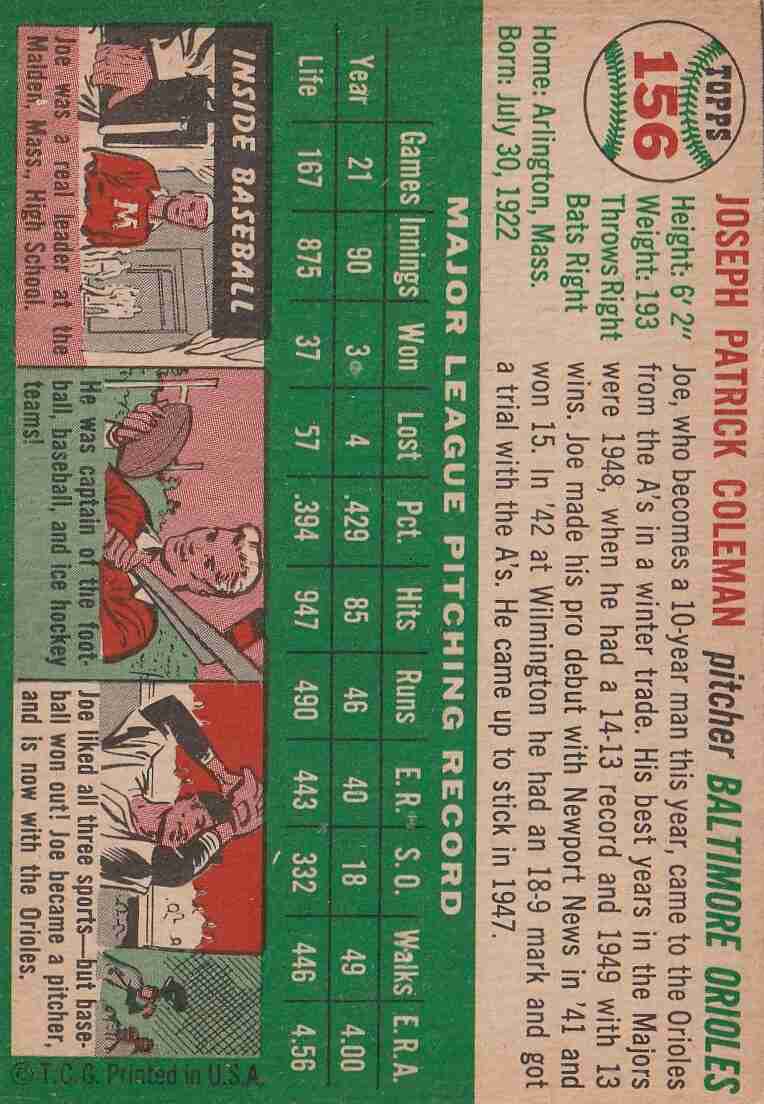 TOPPS
156
JOSEPH PATRICK COLEMAN pitcher BALTIMORE ORIOLES
Height: 6' 2"
Weight: 193
Throws Right
Bats Right
Home: Arlington, Mass.
Born: July 30, 1922
Joe, who becomes a 10-year man this year, came to the Orioles
from the A's in a winter trade. His best years in the Majors
were 1948, when he had a 14-13 record and 1949 with 13
wins. Joe made his pro debut with Newport News in '41 and
won 15. In '42 at Wilmington he had an 18-9 mark and got
a trial with the A's. He came up to stick in 1947.
MAJOR LEAGUE PITCHING RECORD
Games Innings Won Lost Pct. Hits Runs E.R. S.O. Walks E.R.A.
Year 21 90 3 4 .429 85 46 40 18 49 4.00
Life 167 875 37 57 .394 947 490 443 332 446 4.56
INSIDE BASEBALL
M
Joe was a real leader at the
Malden, Mass., High School.
He was captain of the foot-
ball, baseball, and ice hockey
teams!
Joe liked all three sports—but base-
ball won out! Joe became a pitcher,
and is now with the Orioles.
© T.C.G. Printed in U.S.A.